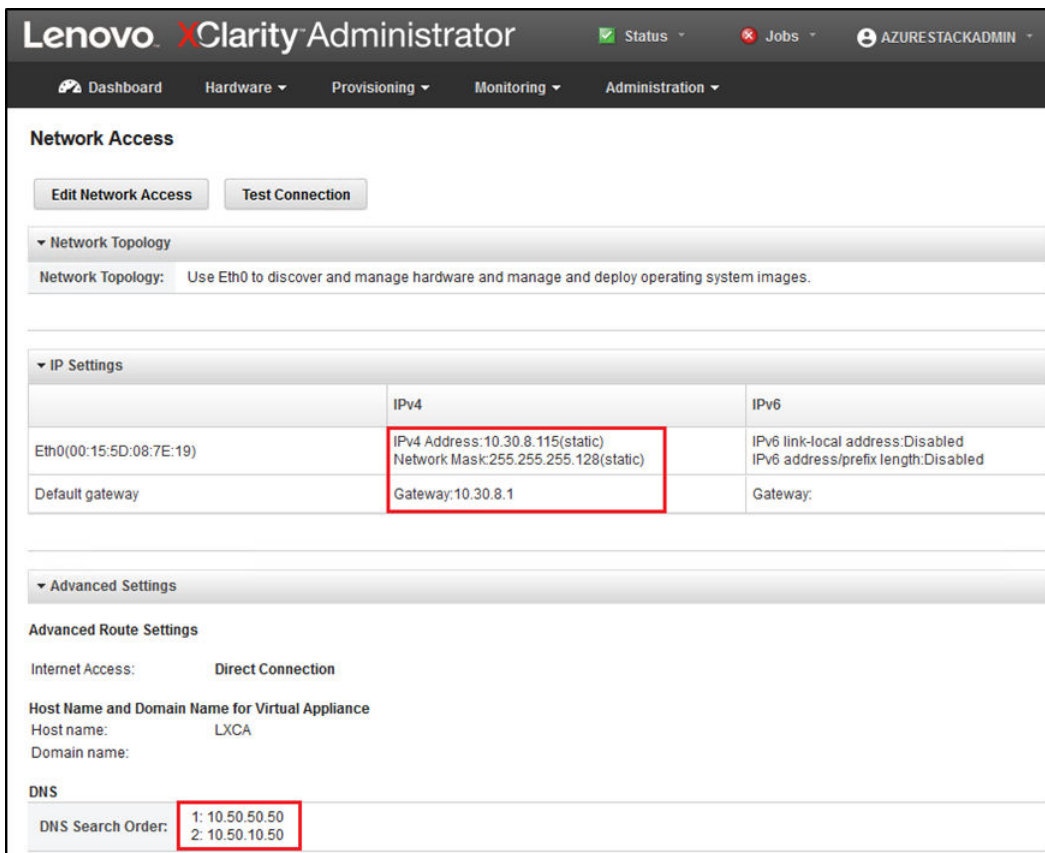 Lenovo. XClarity Administrator Status Jobs AZURESTACKADMIN
Dashboard Hardware Provisioning Monitoring Administration
Network Access
Edit Network Access Test Connection
Network Topology
Network Topology: Use Eth0 to discover and manage hardware and manage and deploy operating system images.
IP Settings
IPv4 IPv6
Eth0(00:15:5D:08:7E:19) IPv4 Address:10.30.8.115(static) IPv6 link-local address:Disabled
Network Mask:255.255.255.128(static) IPv6 address/prefix length:Disabled
Default gateway Gateway:10.30.8.1 Gateway:
Advanced Settings
Advanced Route Settings
Internet Access: Direct Connection
Host Name and Domain Name for Virtual Appliance
Host name: LXCA
Domain name:
DNS
DNS Search Order: 1: 10.50.50.50
2: 10.50.10.50